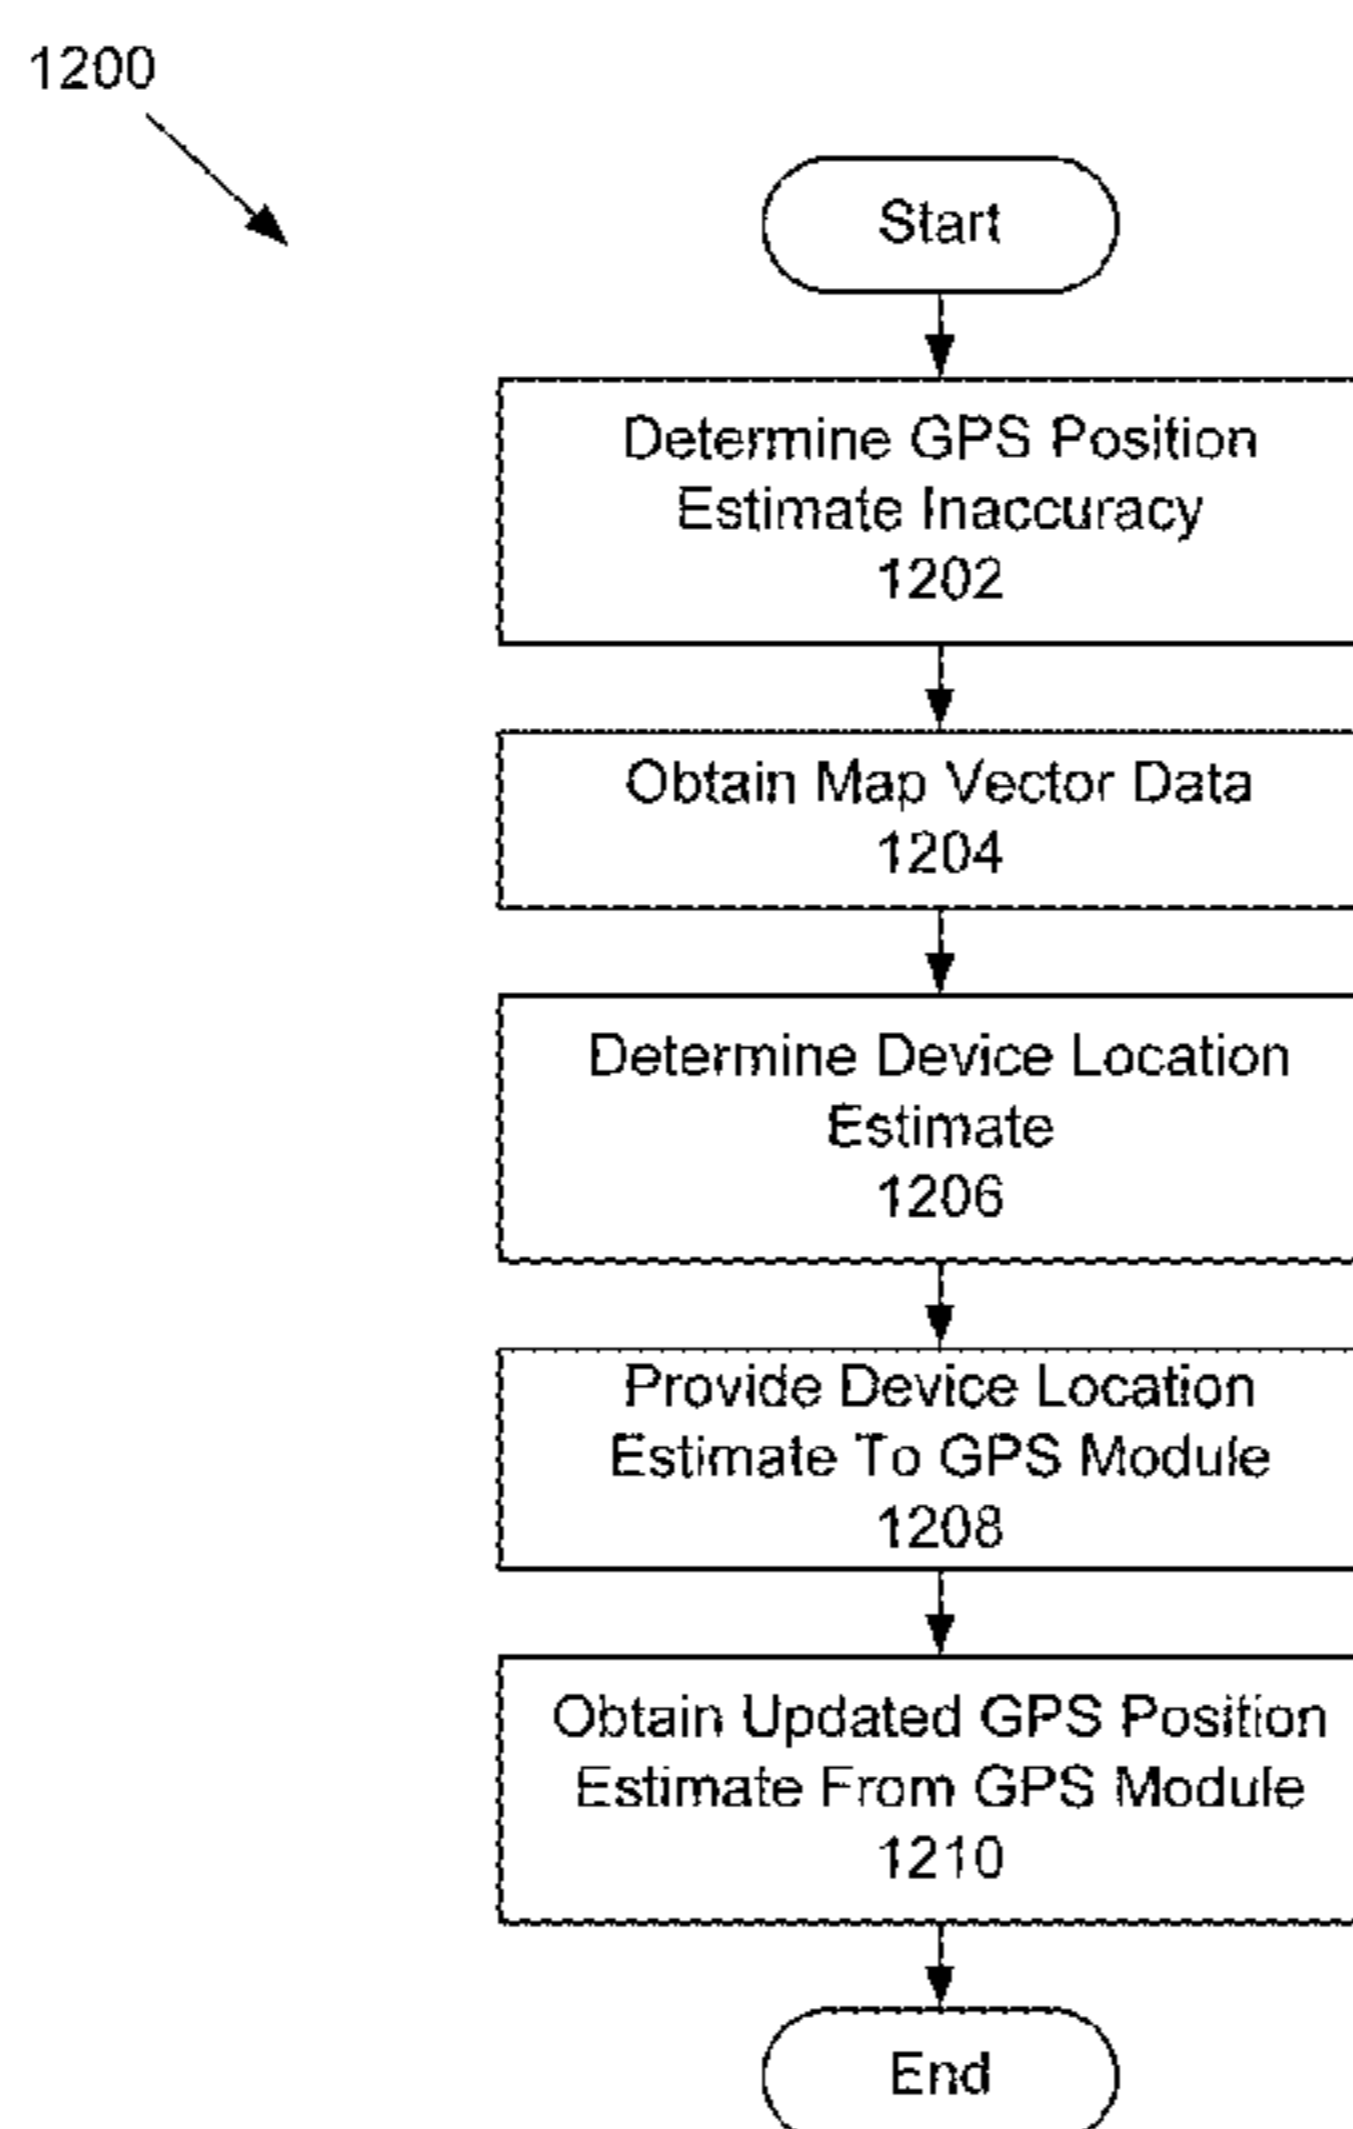 1200
Start
Determine GPS Position
Estimate Inaccuracy
1202
Obtain Map Vector Data
1204
Determine Device Location
Estimate
1206
Provide Device Location
Estimate To GPS Module
1208
Obtain Updated GPS Position
Estimate From GPS Module
1210
End